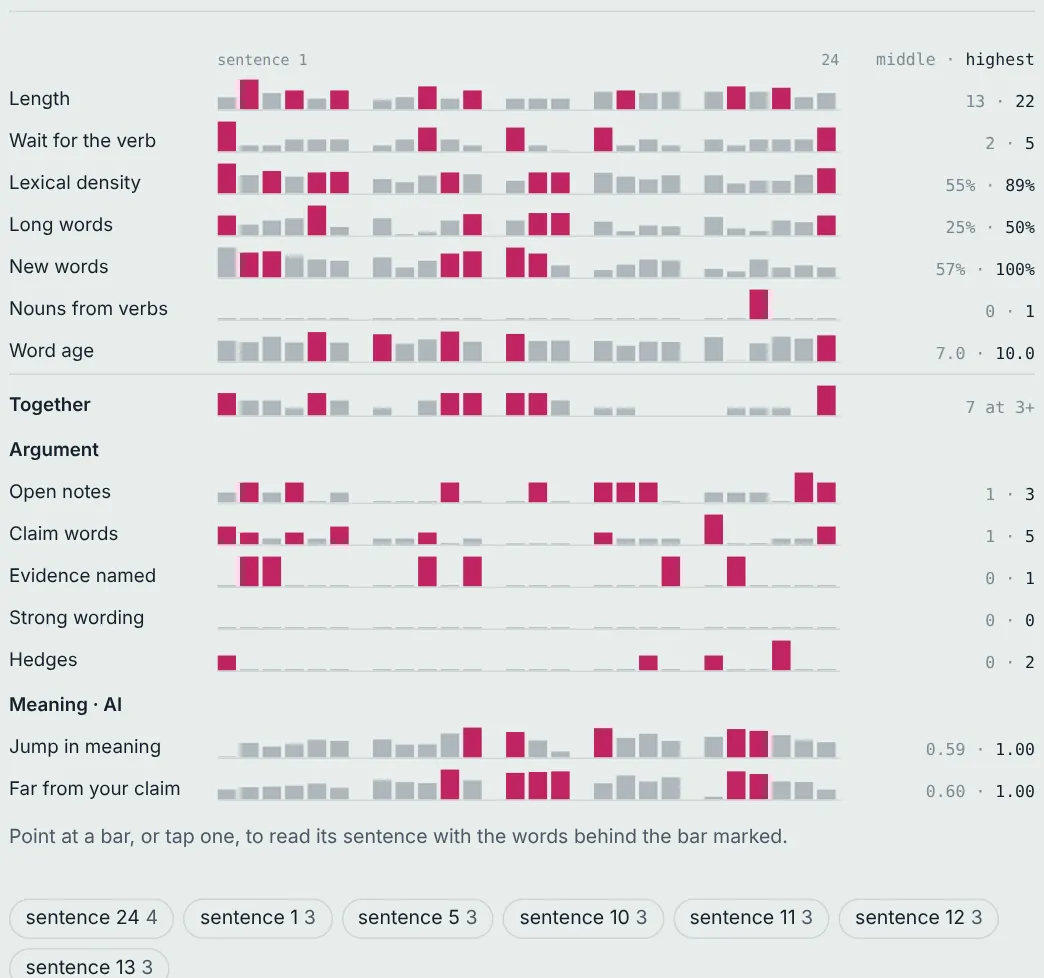 sentence 1 24 middle · highest
Length 13 · 22
Wait for the verb 2 · 5
Lexical density 55% · 89%
Long words 25% · 50%
New words 57% · 100%
Nouns from verbs 0 · 1
Word age 7.0 · 10.0
Together 7 at 3+
Argument
Open notes 1 · 3
Claim words 1 · 5
Evidence named 0 · 1
Strong wording 0 · 0
Hedges 0 · 2
Meaning · AI
Jump in meaning 0.59 · 1.00
Far from your claim 0.60 · 1.00
Point at a bar, or tap one, to read its sentence with the words behind the bar marked.
sentence 24 4 sentence 1 3 sentence 5 3 sentence 10 3 sentence 11 3 sentence 12 3
sentence 13 3